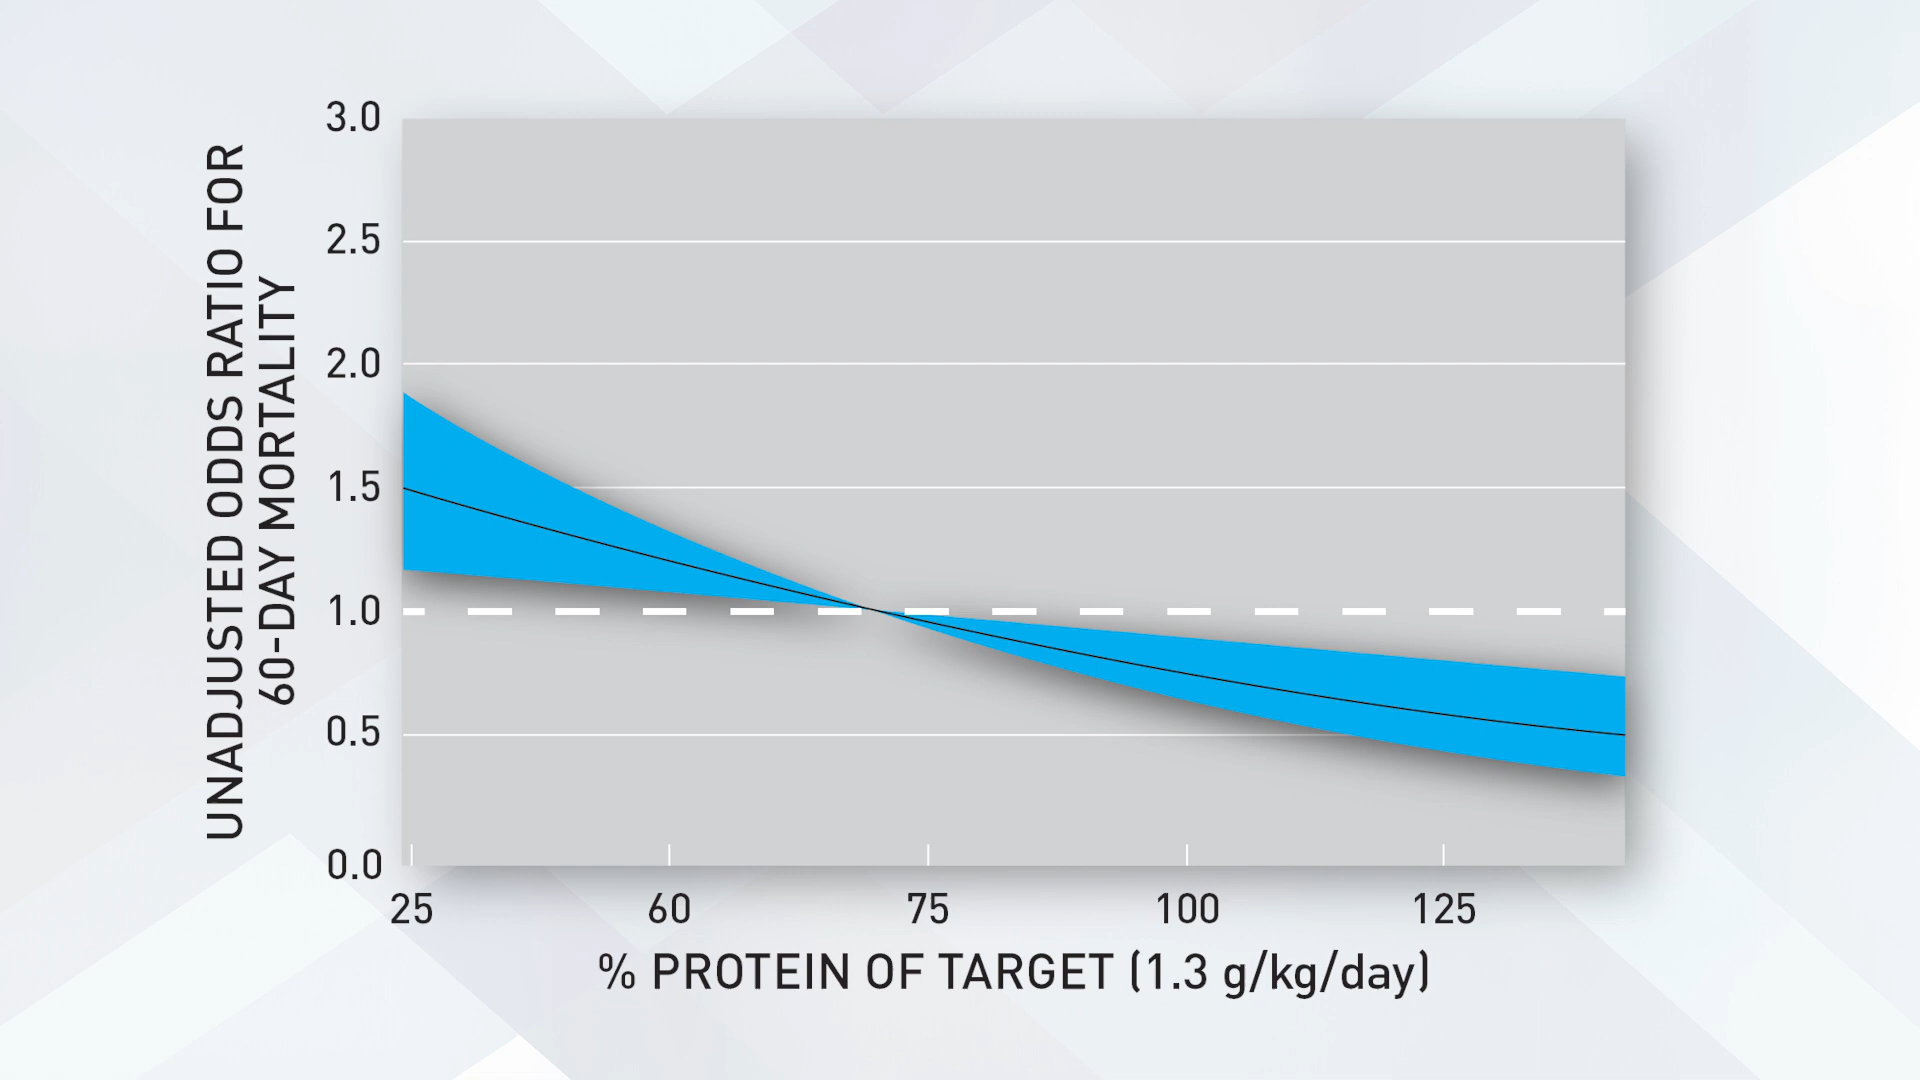 UNADJUSTED ODDS RATIO FOR
60-DAY MORTALITY
3.0
2.5
2.0
1.5
1.0
0.5
0.0
25 60 75 100 125
% PROTEIN OF TARGET (1.3 g/kg/day)